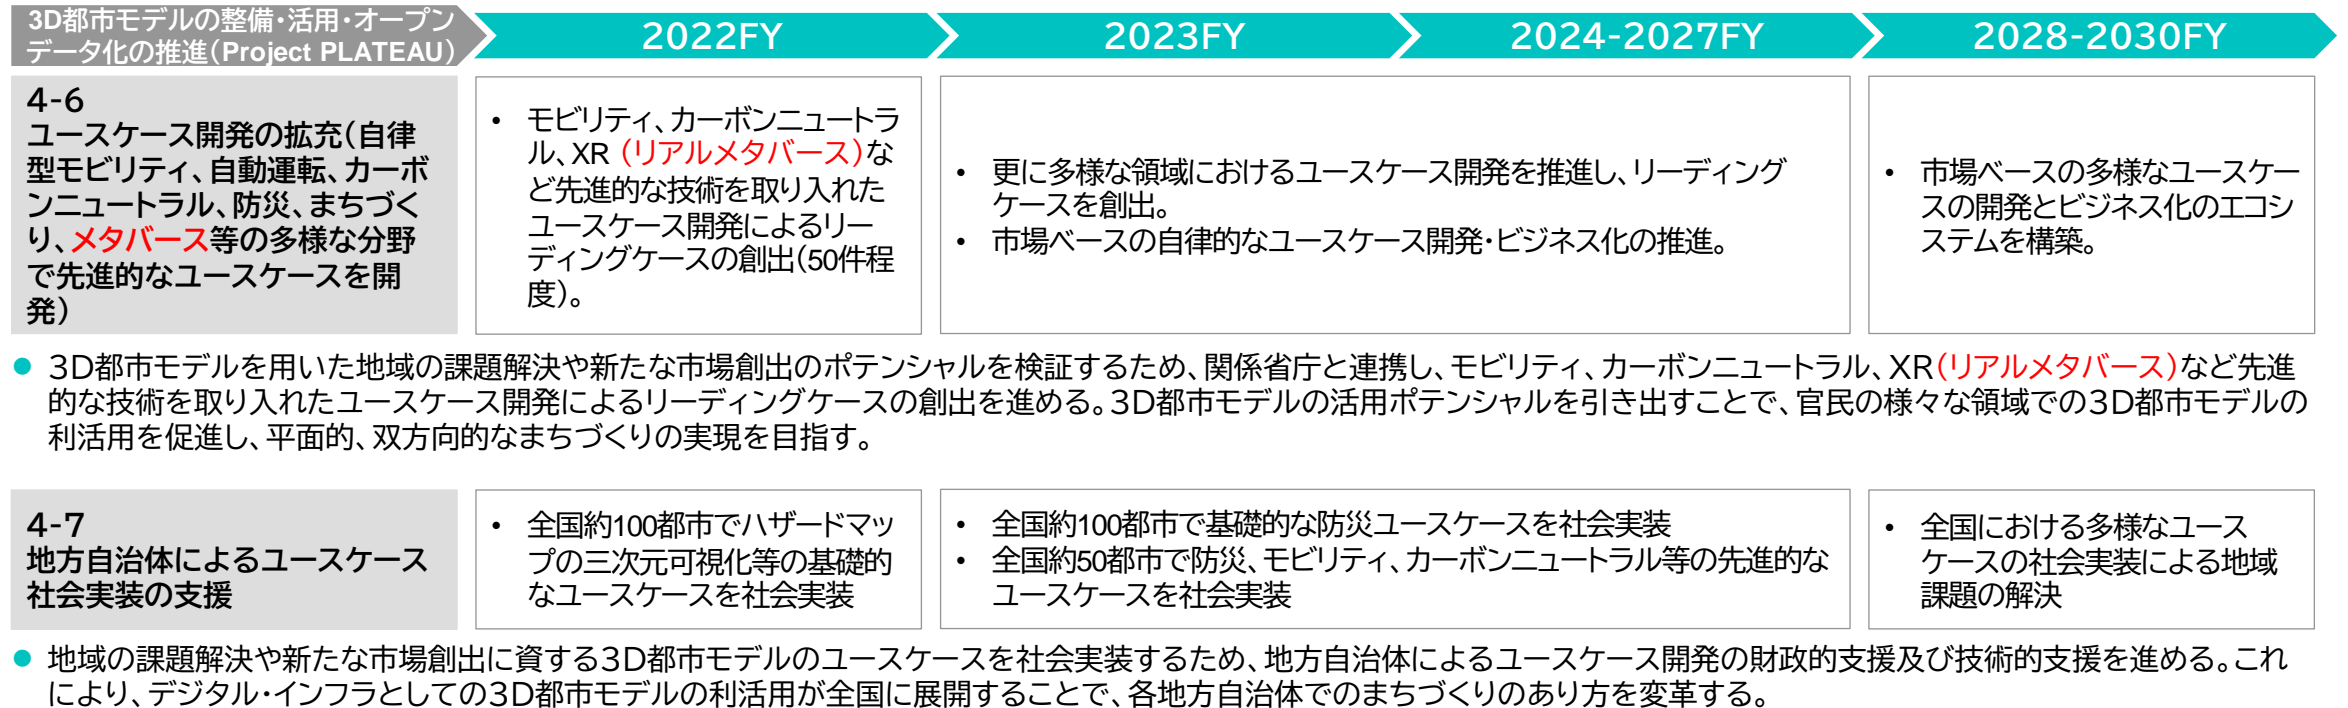 3D都市モデルの整備・活用・オープン
データ化の推進（Project PLATEAU）
2022FY
2023FY
2024-2027FY
2028-2030FY
4-6
ユースケース開発の拡充（自律
型モビリティ、自動運転、カーボ
ンニュートラル、防災、まちづく
り、メタバース等の多様な分野
で先進的なユースケースを開
発）
• モビリティ、カーボンニュートラ
ル、XR（リアルメタバース）な
ど先進的な技術を取り入れた
ユースケース開発によるリー
ディングケースの創出（50件程
度）。
• 更に多様な領域におけるユースケース開発を推進し、リーディング
ケースを創出。
• 市場ベースの自律的なユースケース開発・ビジネス化の推進。
• 市場ベースの多様なユースケー
スの開発とビジネス化のエコシ
ステムを構築。
● 3D都市モデルを用いた地域の課題解決や新たな市場創出のポテンシャルを検証するため、関係省庁と連携し、モビリティ、カーボンニュートラル、XR（リアルメタバース）など先進
的な技術を取り入れたユースケース開発によるリーディングケースの創出を進める。3D都市モデルの活用ポテンシャルを引き出すことで、官民の様々な領域での3D都市モデルの
利活用を促進し、平面的、双方向的なまちづくりの実現を目指す。
4-7
地方自治体によるユースケース
社会実装の支援
• 全国約100都市でハザードマッ
プの三次元可視化等の基礎的
なユースケースを社会実装
• 全国約100都市で基礎的な防災ユースケースを社会実装
• 全国約50都市で防災、モビリティ、カーボンニュートラル等の先進的な
ユースケースを社会実装
• 全国における多様なユース
ケースの社会実装による地域
課題の解決
● 地域の課題解決や新たな市場創出に資する3D都市モデルのユースケースを社会実装するため、地方自治体によるユースケース開発の財政的支援及び技術的支援を進める。これ
により、デジタル・インフラとしての3D都市モデルの利活用が全国に展開することで、各地方自治体でのまちづくりのあり方を変革する。